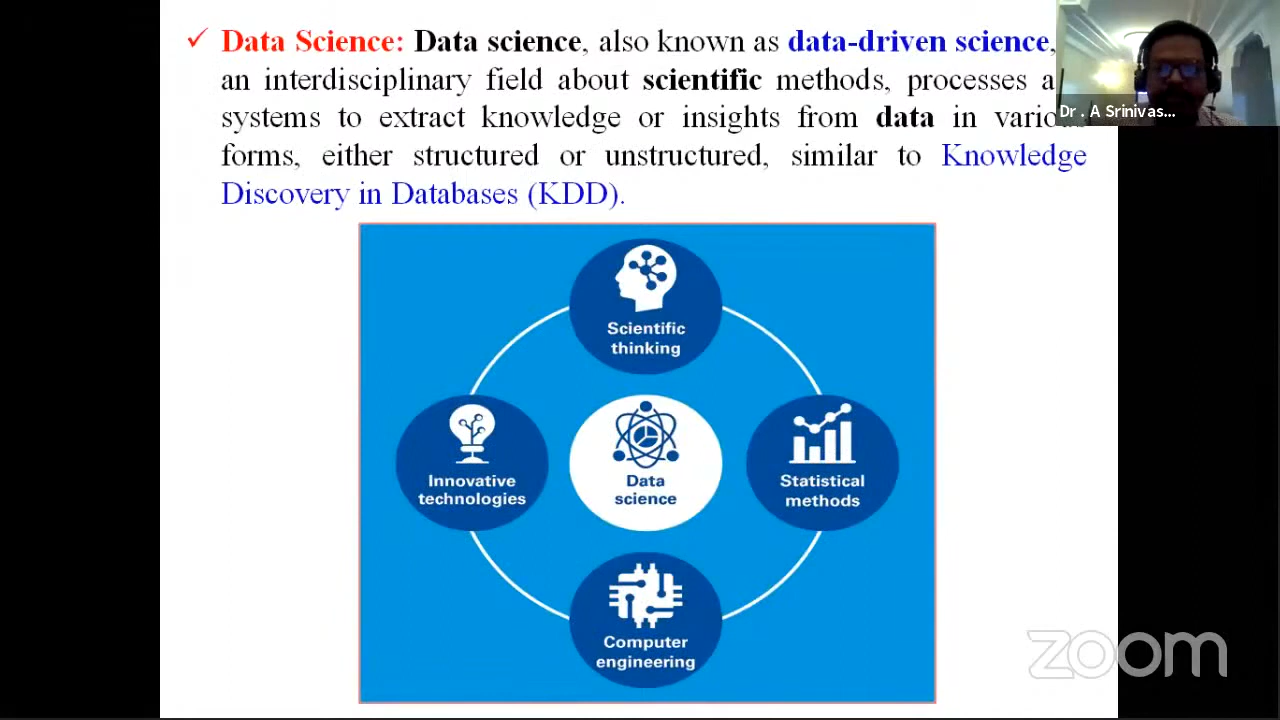 ✓ Data Science: Data science, also known as data-driven science,
an interdisciplinary field about scientific methods, processes a
systems to extract knowledge or insights from data in vario
forms, either structured or unstructured, similar to Knowledge
Discovery in Databases (KDD).
Dr . A Srinivas...
Scientific
thinking
Innovative
technologies
Data
science
Statistical
methods
Computer
engineering
zoom